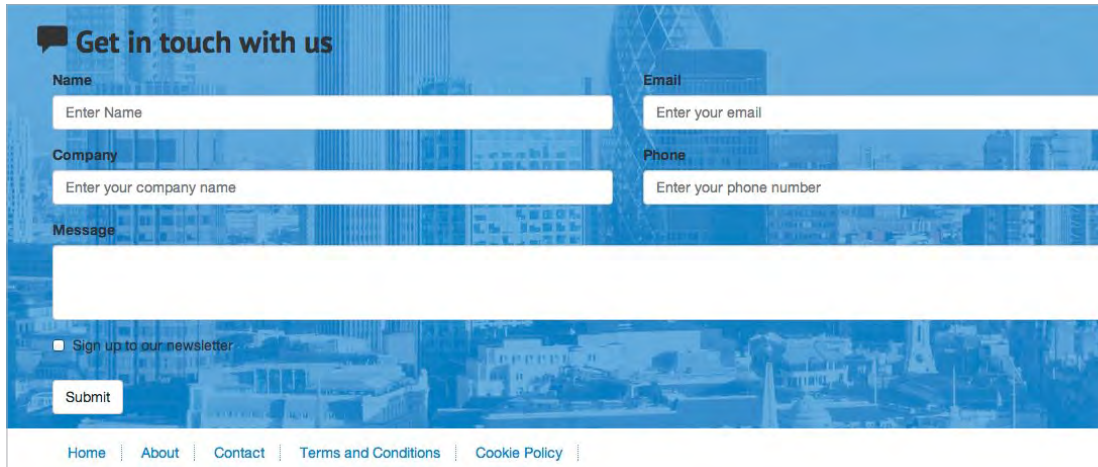 Get in touch with us
Name Email
Enter Name Enter your email
Company Phone
Enter your company name Enter your phone number
Message
Sign up to our newsletter
Submit
Home About Contact Terms and Conditions Cookie Policy